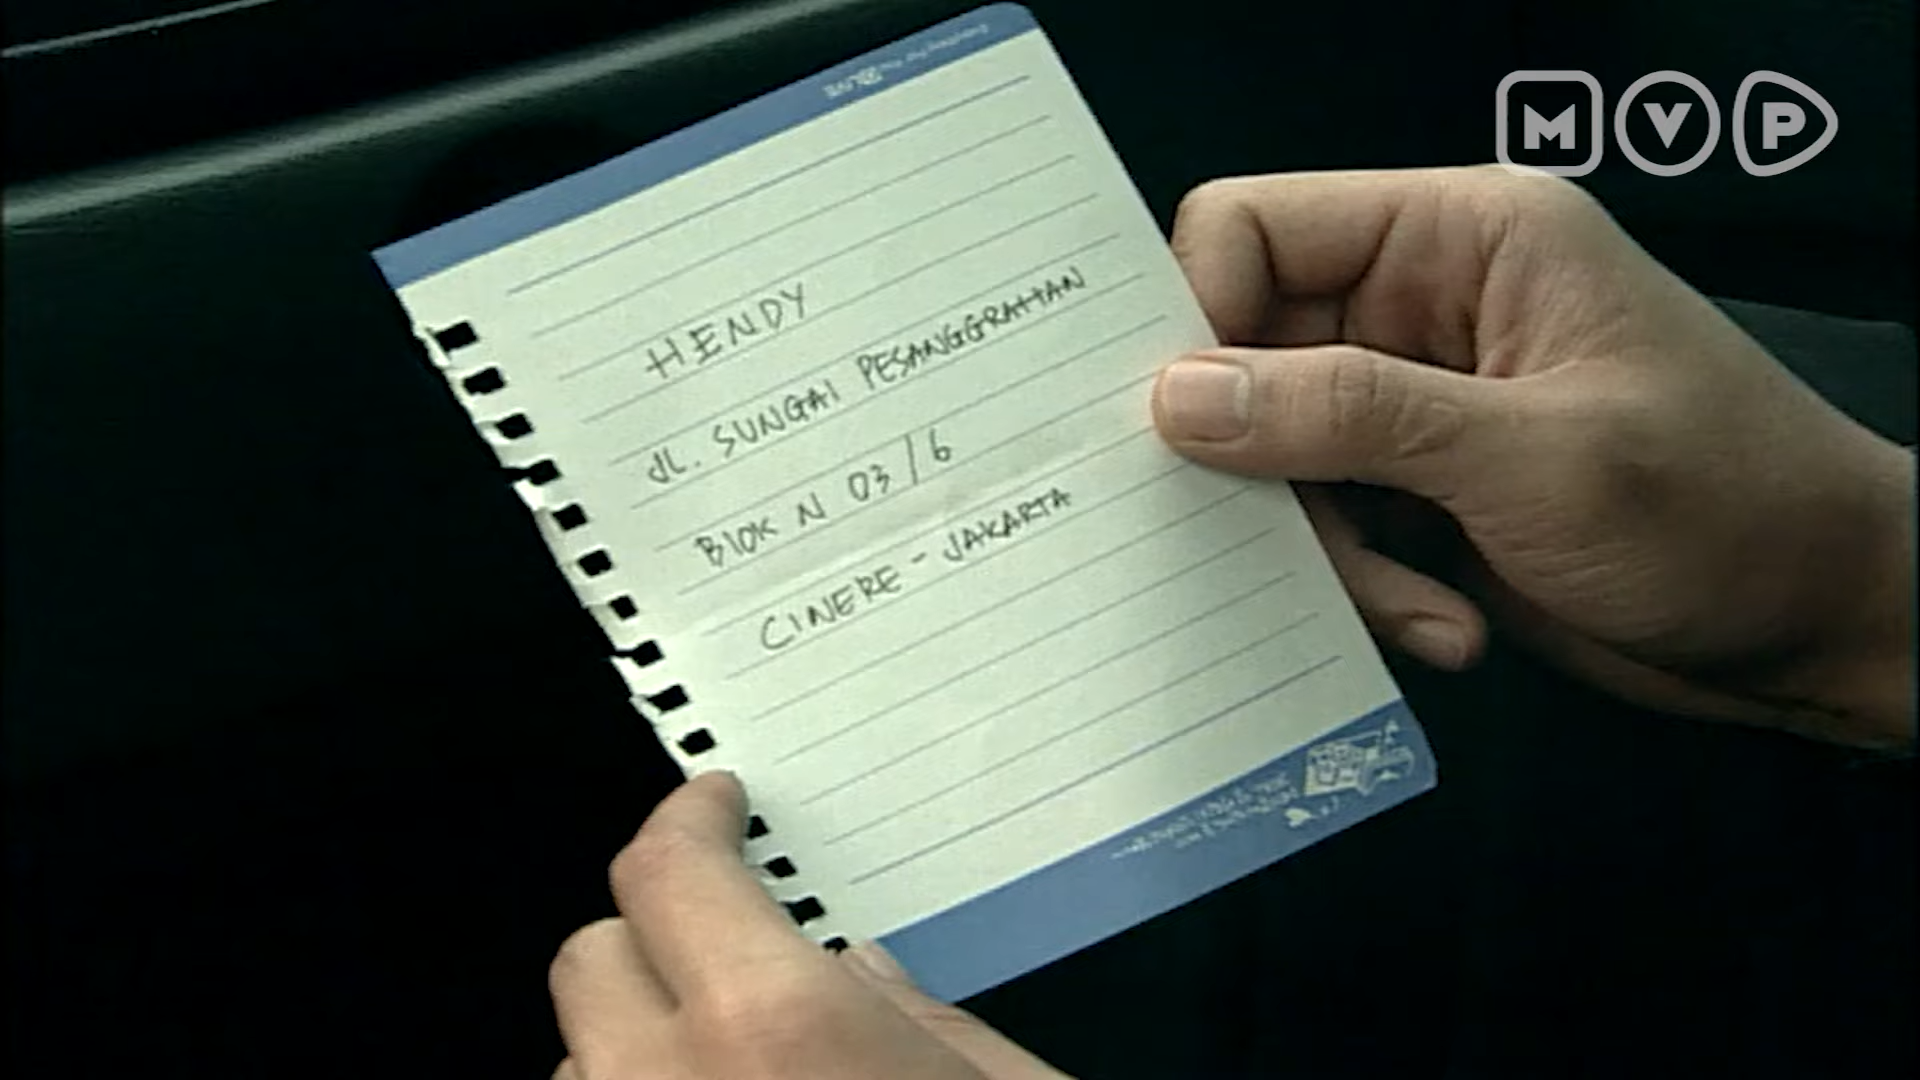 MVP
HENDY
JL. SUNGAI PESANGGRAHAN
BLOK N 03/6
CINERE - JAKARTA